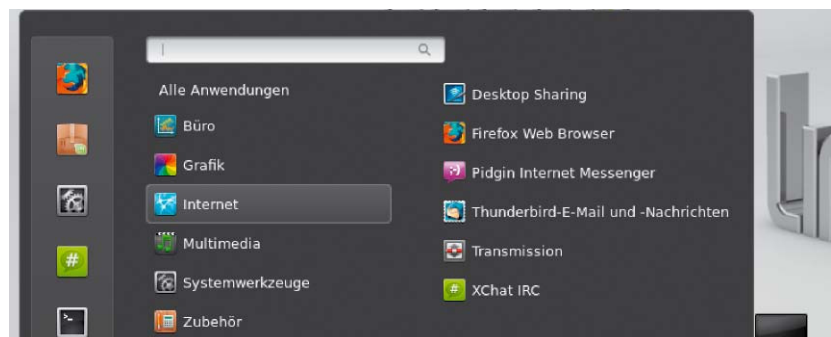 Alle Anwendungen
Büro
Grafik
Internet
Multimedia
Systemwerkzeuge
Zubehör
Desktop Sharing
Firefox Web Browser
Pidgin Internet Messenger
Thunderbird-E-Mail und -Nachrichten
Transmission
XChat IRC